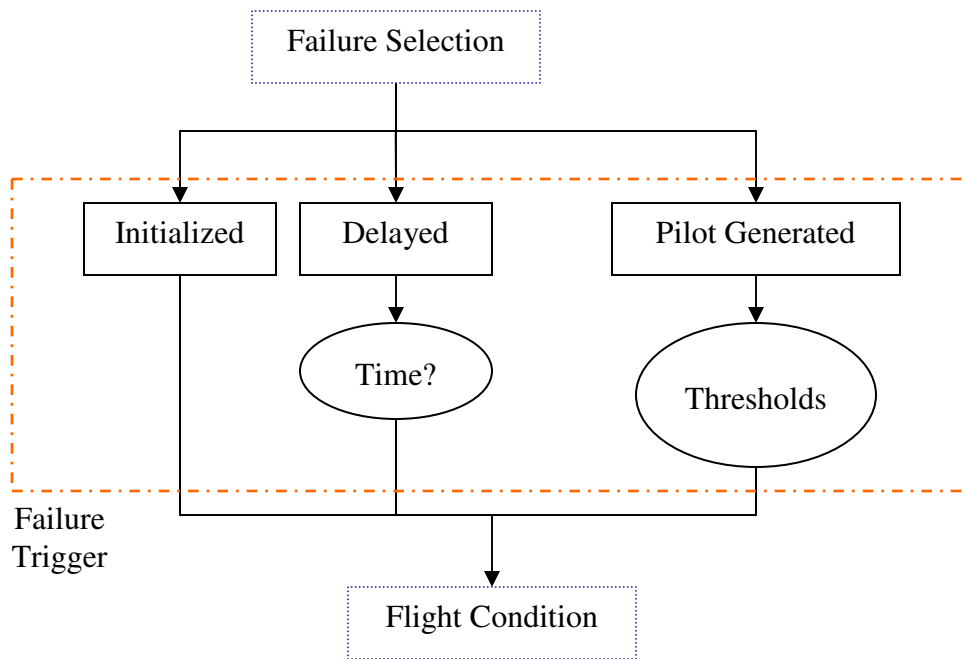 Failure Selection
Initialized
Delayed
Pilot Generated
Time?
Thresholds
Failure
Trigger
Flight Condition